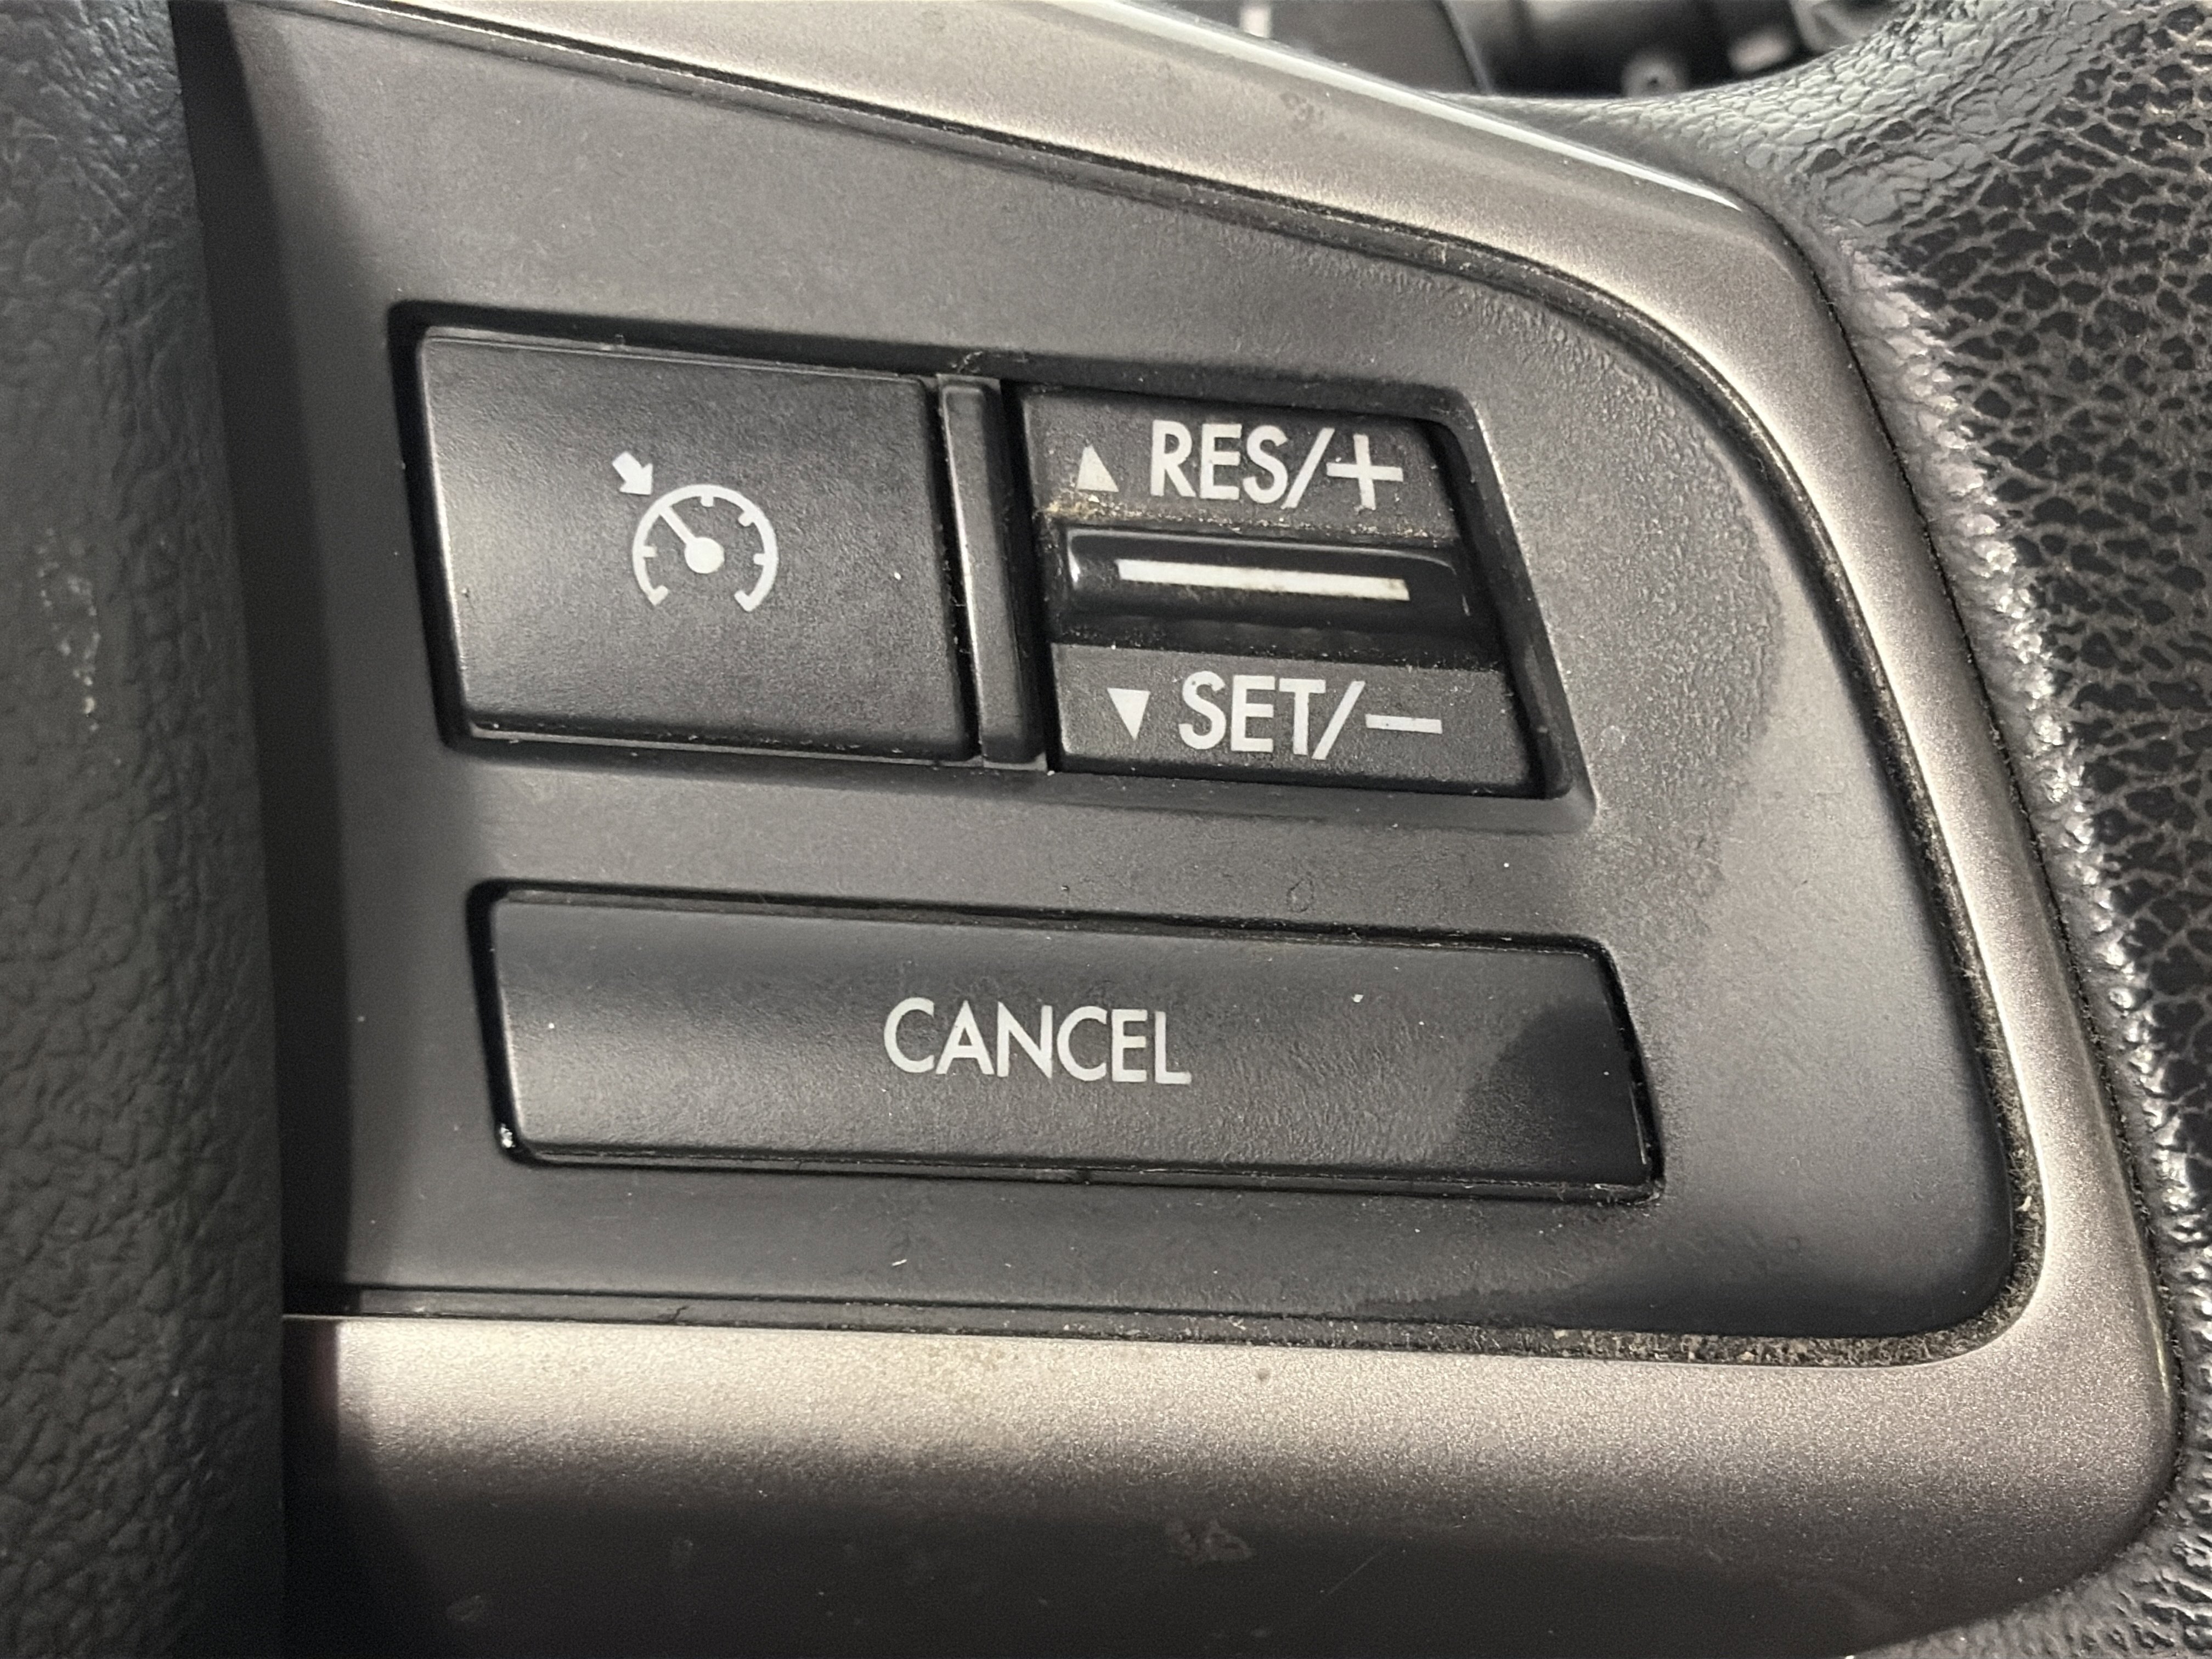 ▲ RES/+
▼ SET/−
CANCEL